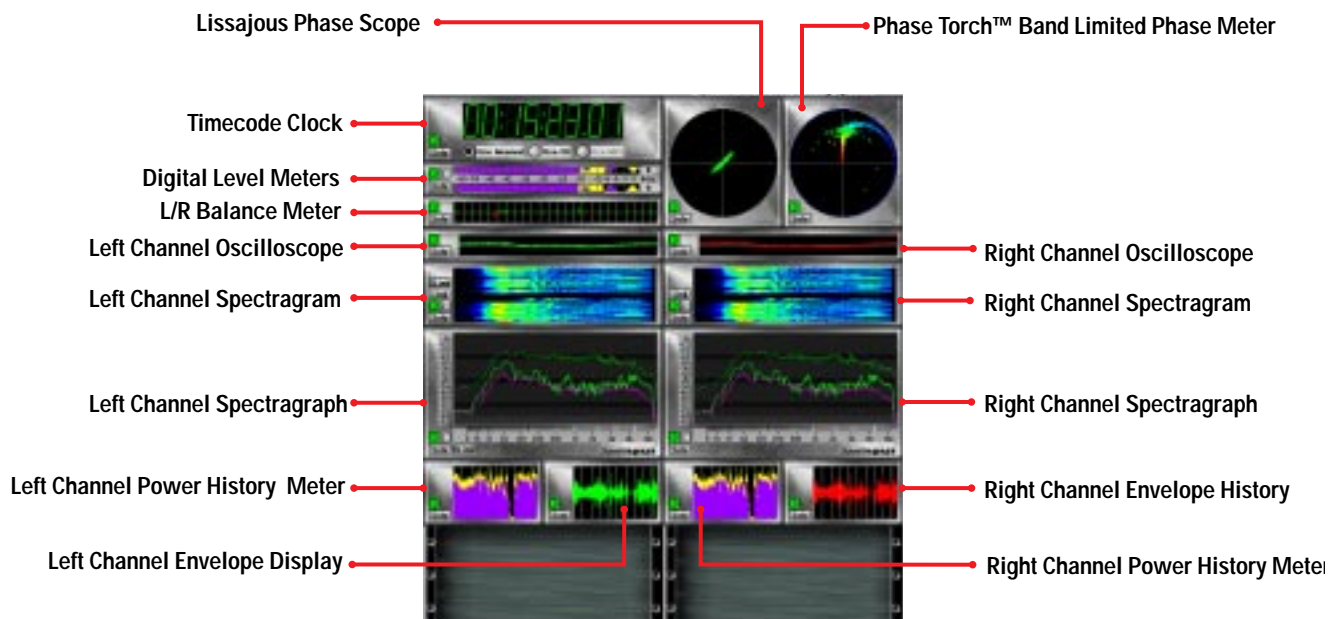 Lissajous Phase Scope
Phase Torch™ Band Limited Phase Meter
Timecode Clock
Digital Level Meters
L/R Balance Meter
Left Channel Oscilloscope
Right Channel Oscilloscope
Left Channel Spectragram
Right Channel Spectragram
Left Channel Spectragraph
Right Channel Spectragraph
Left Channel Power History Meter
Right Channel Envelope History
Left Channel Envelope Display
Right Channel Power History Meter